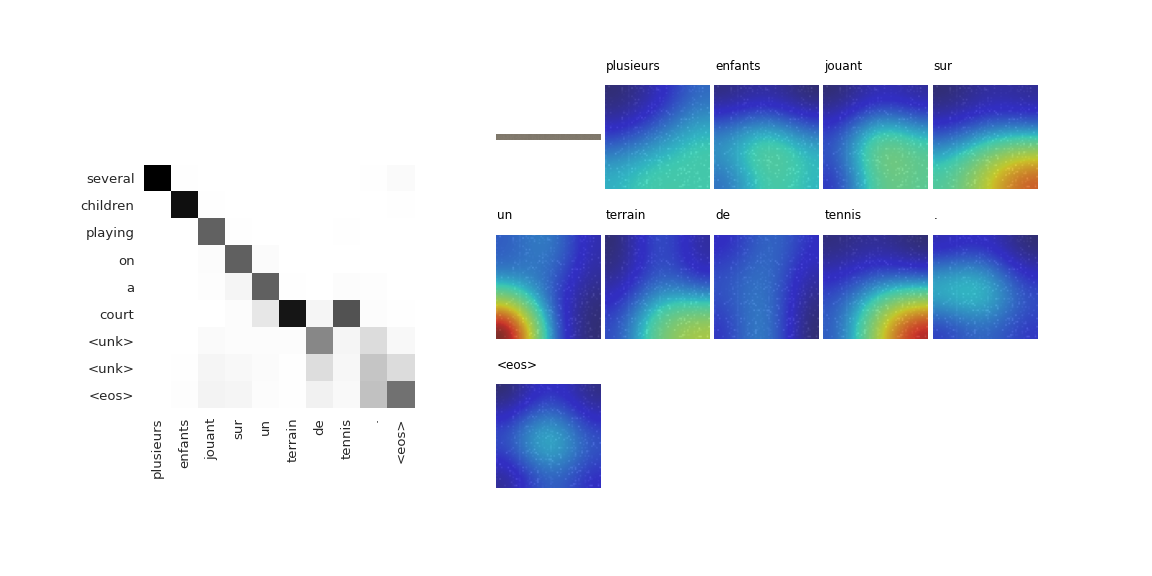 several
children
playing
on
a
court
<unk>
<unk>
<eos>
plusieurs
enfants
jouant
sur
un
terrain
de
tennis
.
<eos>
plusieurs enfants jouant sur
un terrain de tennis .
<eos>